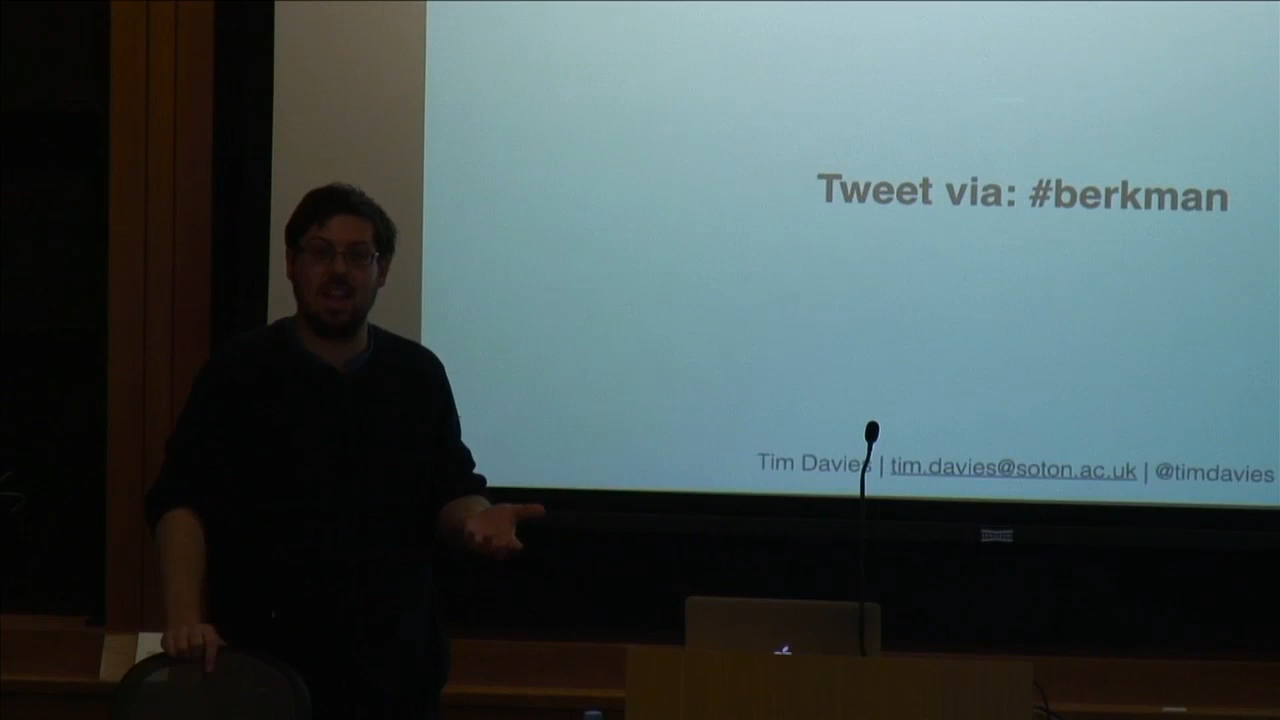 Tweet via: #berkman
Tim Davies | tim.davies@soton.ac.uk | @timdavies